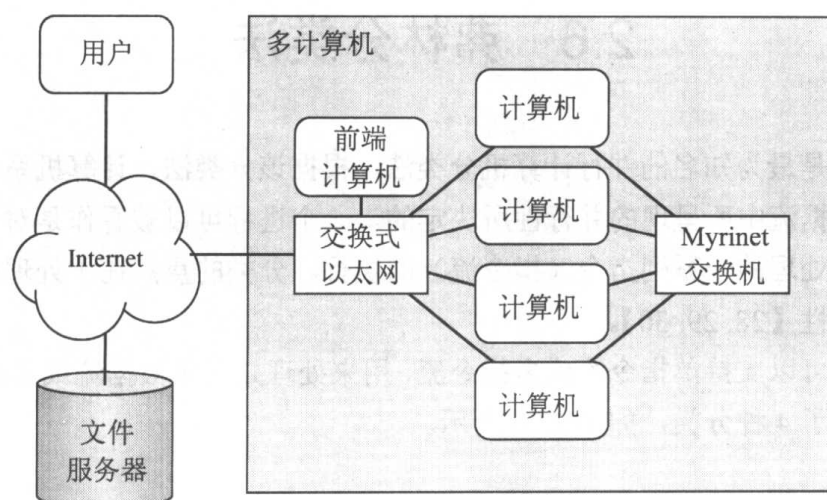 用户
多计算机
计算机
前端
计算机
计算机
Internet
交换式
以太网
Myrinet
交换机
计算机
计算机
文件
服务器